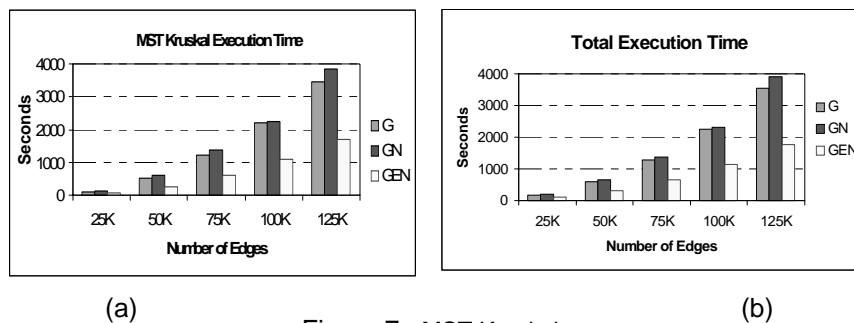 MST Kruskal Execution Time
4000
3000
2000
1000
0
Seconds
25K 50K 75K 100K 125K
Number of Edges
G
GN
GEN
Total Execution Time
4000
3000
2000
1000
0
Seconds
25K 50K 75K 100K 125K
Number of Edges
G
GN
GEN
(a)
(b)